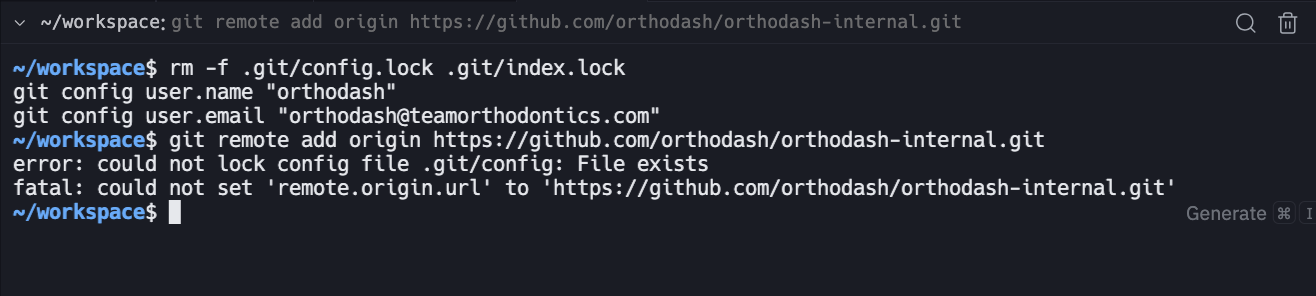 ~/workspace: git remote add origin https://github.com/orthodash/orthodash-internal.git
~/workspace$ rm -f .git/config.lock .git/index.lock
git config user.name "orthodash"
git config user.email "orthodash@teamorthodontics.com"
~/workspace$ git remote add origin https://github.com/orthodash/orthodash-internal.git
error: could not lock config file .git/config: File exists
fatal: could not set 'remote.origin.url' to 'https://github.com/orthodash/orthodash-internal.git'
~/workspace$
Generate ⌘ I